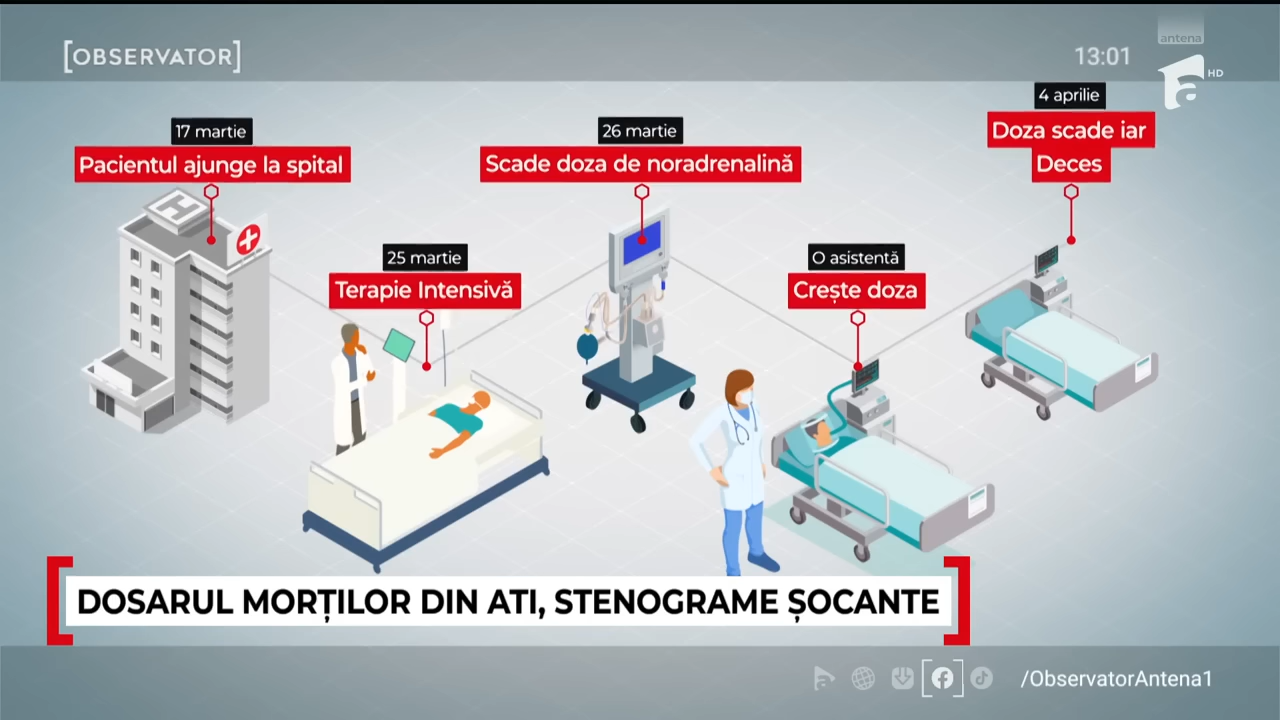 [OBSERVATOR]
13:01
antena
HD
17 martie
Pacientul ajunge la spital
25 martie
Terapie Intensivă
26 martie
Scade doza de noradrenalină
O asistentă
Crește doza
4 aprilie
Doza scade iar
Deces
H
DOSARUL MORȚILOR DIN ATI, STENOGRAME ȘOCANTE
/ObservatorAntena1